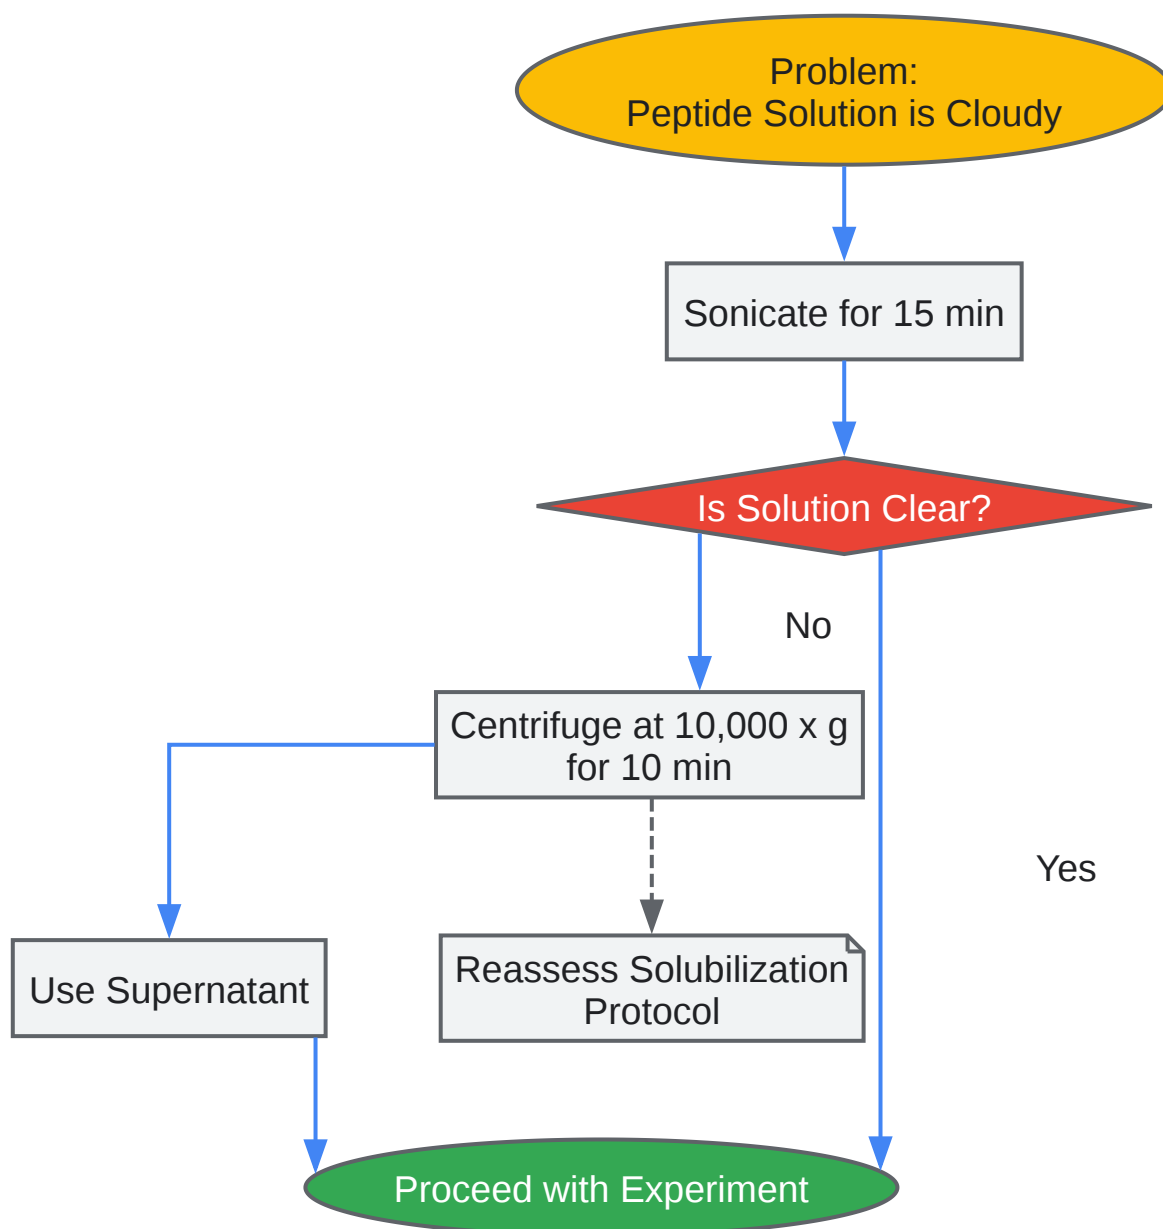 Problem:
Peptide Solution is Cloudy
Sonicate for 15 min
Is Solution Clear?
No
Centrifuge at 10,000 x g
for 10 min
Yes
Use Supernatant
Reassess Solubilization
Protocol
Proceed with Experiment